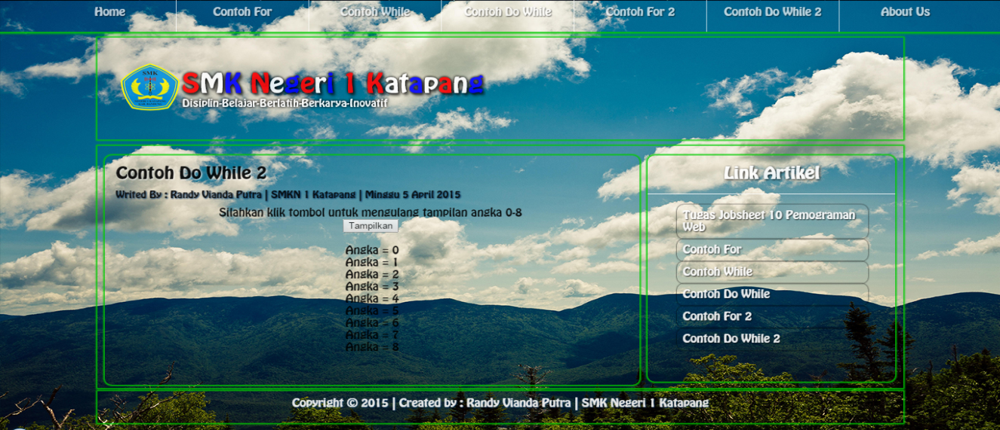 Home
Contoh For
Contoh While
Contoh Do While
Contoh For 2
Contoh Do While 2
About Us
SMK
SMK Negeri 1 Katapang
Disiplin-Belajar-Berlatih-Berkarya-Inovatif
Contoh Do While 2
Writed By : Randy Vianda Putra | SMKN 1 Katapang | Minggu 5 April 2015
Silahkan klik tombol untuk mengulang tampilan angka 0-8
Tampilkan
Angka = 0
Angka = 1
Angka = 2
Angka = 3
Angka = 4
Angka = 5
Angka = 6
Angka = 7
Angka = 8
Link Artikel
Tugas Jobsheet 10 Pemograman
Web
Contoh For
Contoh While
Contoh Do While
Contoh For 2
Contoh Do While 2
Copyright © 2015 | Created by : Randy Vianda Putra | SMK Negeri 1 Katapang